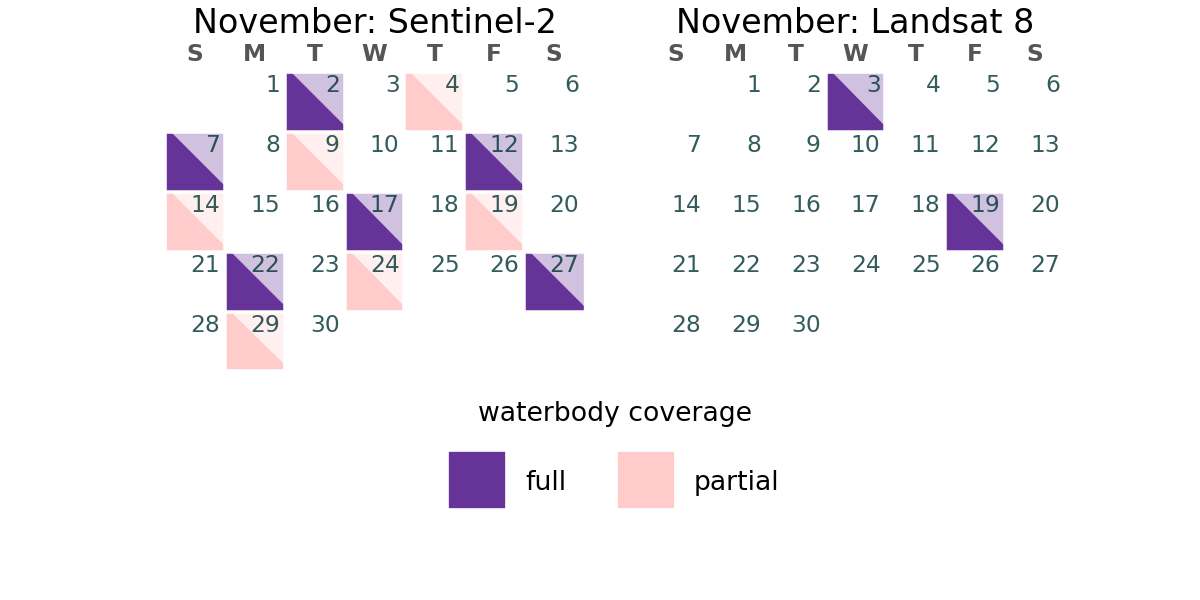 November: Sentinel-2
S M T W T F S
1 2 3 4 5 6
7 8 9 10 11 12 13
14 15 16 17 18 19 20
21 22 23 24 25 26 27
28 29 30
November: Landsat 8
S M T W T F S
1 2 3 4 5 6
7 8 9 10 11 12 13
14 15 16 17 18 19 20
21 22 23 24 25 26 27
28 29 30
waterbody coverage
full
partial